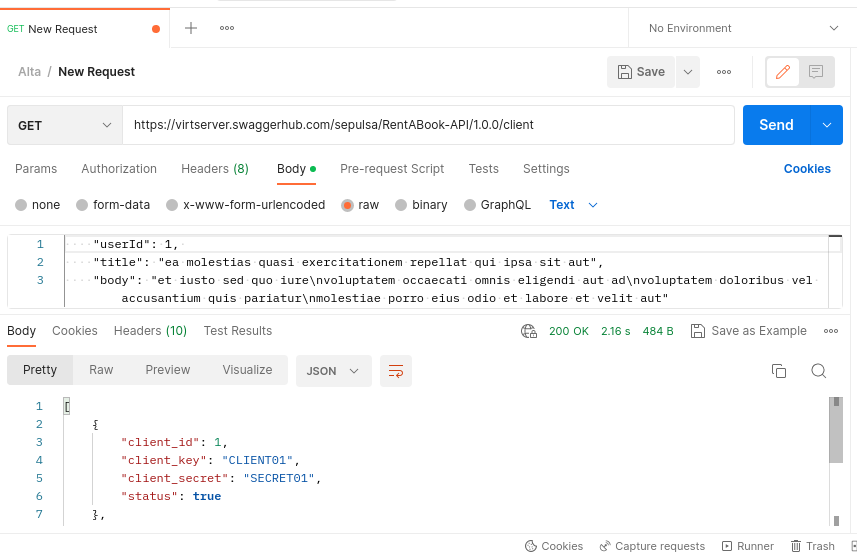 GET New Request
No Environment
Alta / New Request
Save
GET
https://virtserver.swaggerhub.com/sepulsa/RentABook-API/1.0.0/client
Send
Params Authorization Headers (8) Body Pre-request Script Tests Settings Cookies
none form-data x-www-form-urlencoded raw binary GraphQL Text
1 "userId": 1,
2 "title": "ea molestias quasi exercitationem repellat qui ipsa sit aut",
3 "body": "et iusto sed quo iure\nvoluptatem occaecati omnis eligendi aut ad\nvoluptatem doloribus vel
accusantium quis pariatur\nmolestiae porro eius odio et labore et velit aut"
Body Cookies Headers (10) Test Results 200 OK 2.16 s 484 B Save as Example
Pretty Raw Preview Visualize JSON
1 [
2 {
3 "client_id": 1,
4 "client_key": "CLIENT01",
5 "client_secret": "SECRET01",
6 "status": true
7 },
Cookies Capture requests Runner Trash